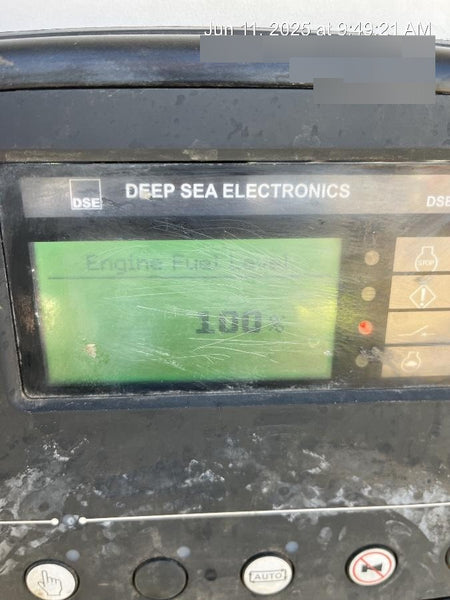 Jun 11, 2025 at 9:49:21 AM
DSE
DEEP SEA ELECTRONICS
DSE
Engine Fuel Level
STOP
100%
AUTO